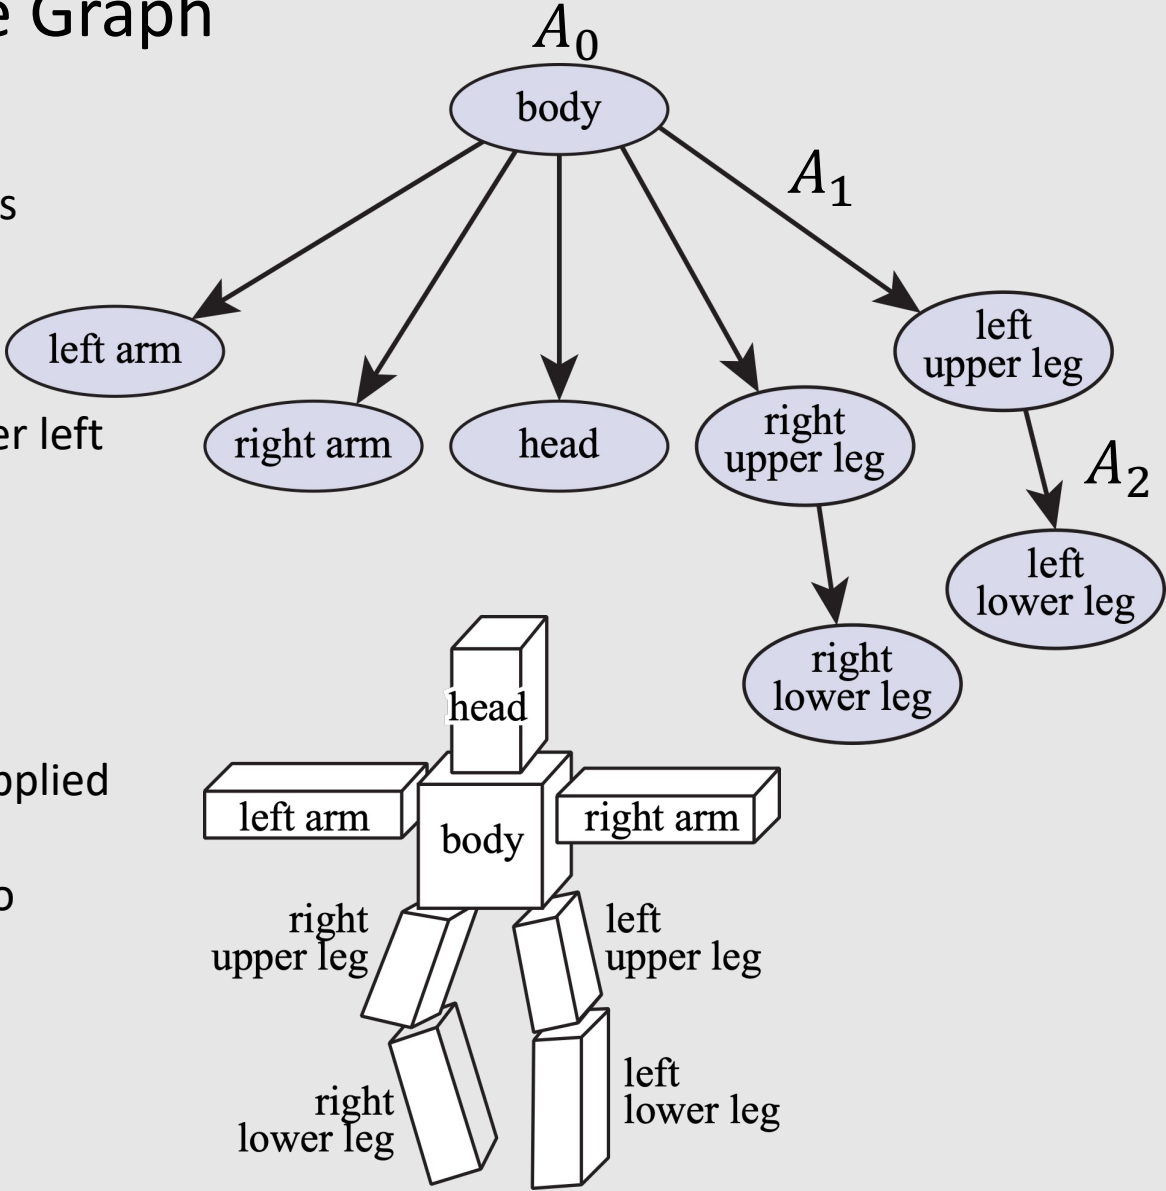 e Graph
A₀
body
A₁
s
left arm
left
upper leg
er left
right arm
head
right
upper leg
A₂
left
lower leg
right
lower leg
head
pplied
left arm
body
right arm
o
right
upper leg
left
upper leg
left
lower leg
right
lower leg